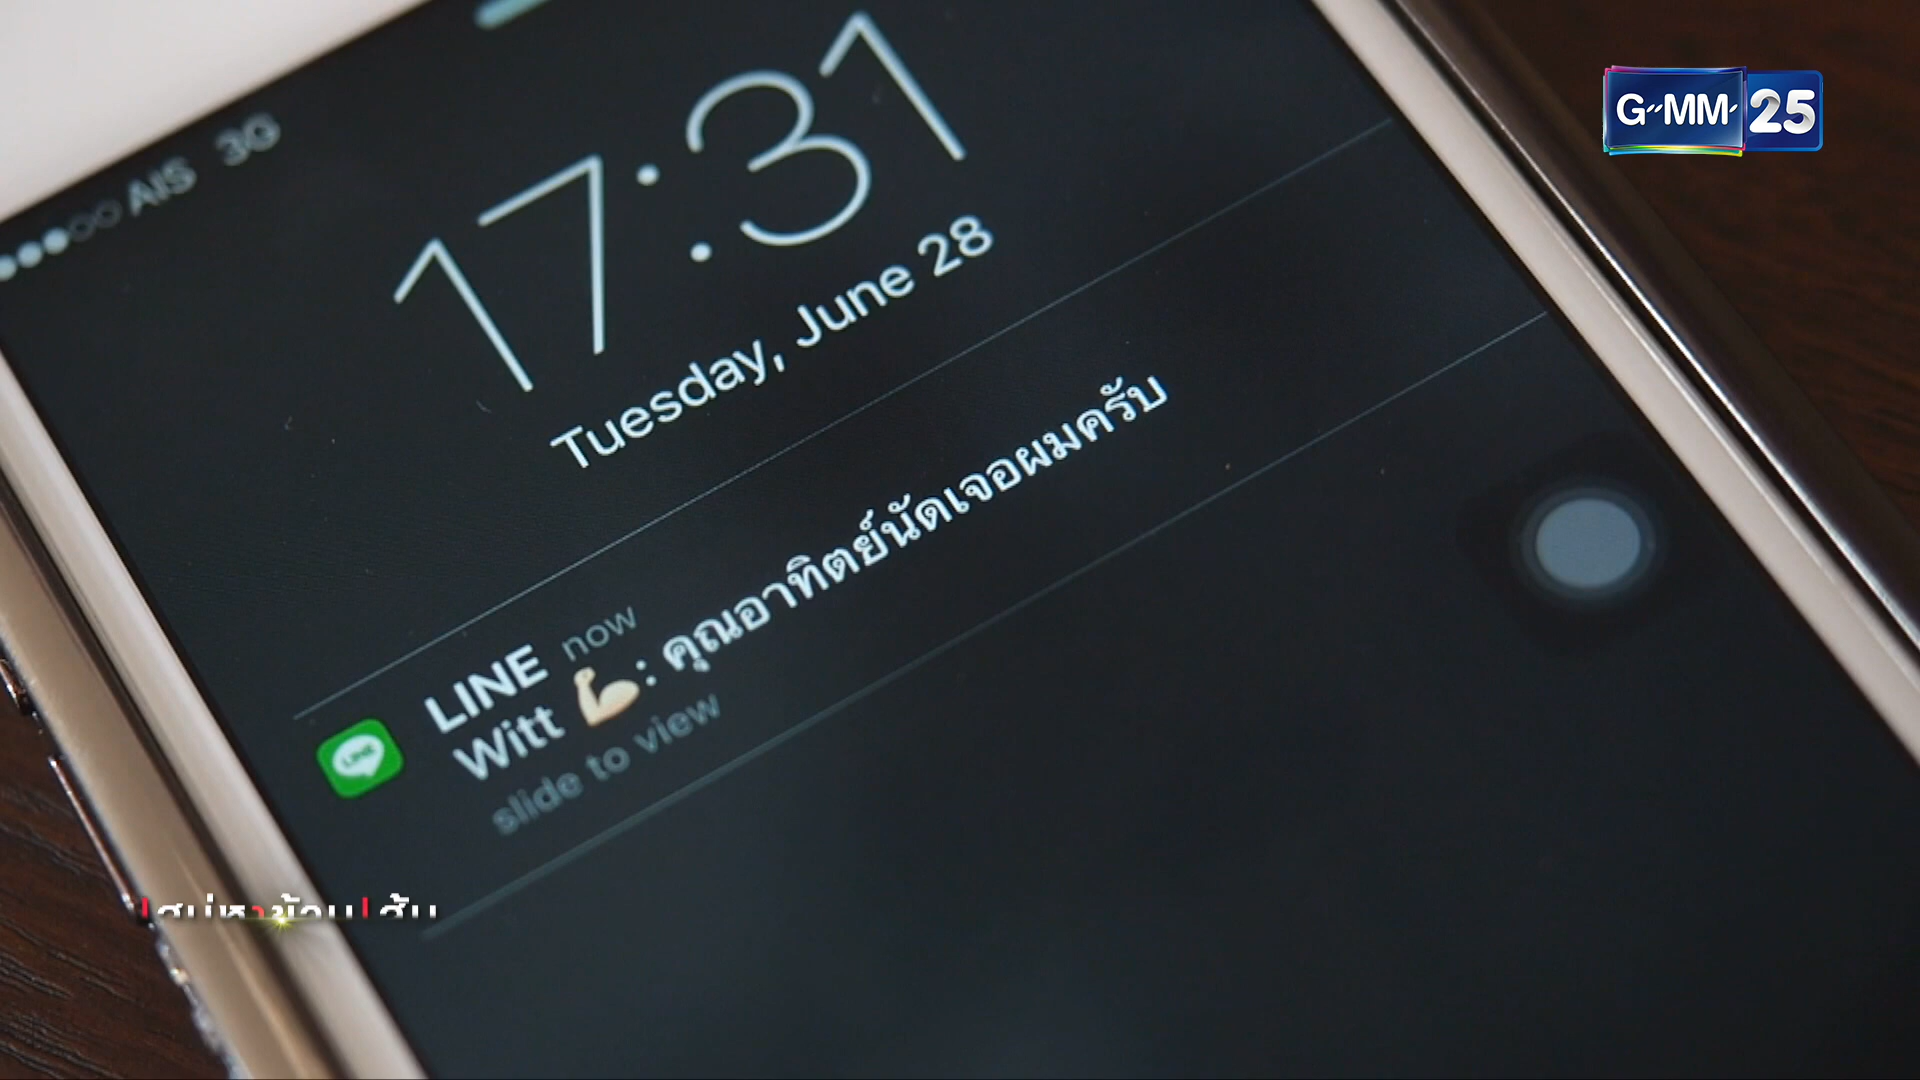 GMM 25
AIS 3G
17:31
Tuesday, June 28
LINE now
Witt 💪: คุณอาทิตย์นัดเจอผมครับ
slide to view